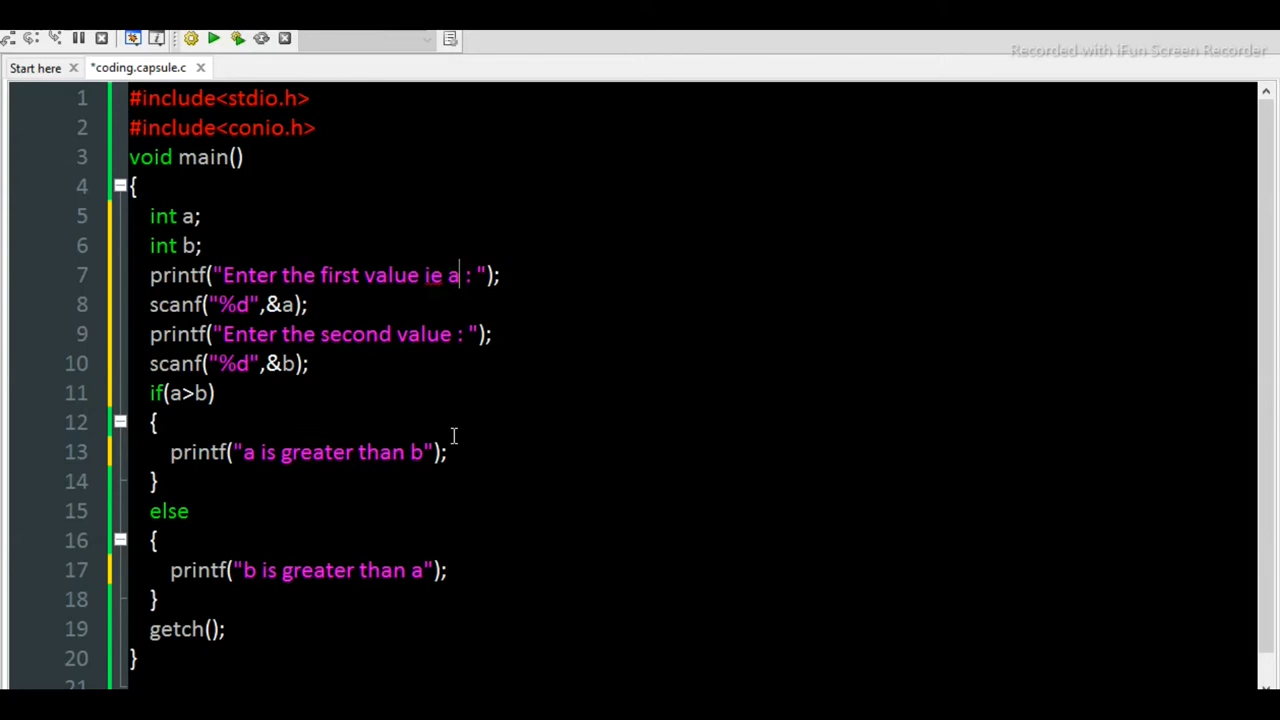 Recorded with iFun Screen Recorder
Start here
*coding.capsule.c
1 #include<stdio.h>
2 #include<conio.h>
3 void main()
4 {
5 int a;
6 int b;
7 printf("Enter the first value ie a : ");
8 scanf("%d",&a);
9 printf("Enter the second value : ");
10 scanf("%d",&b);
11 if(a>b)
12 {
13 printf("a is greater than b");
14 }
15 else
16 {
17 printf("b is greater than a");
18 }
19 getch();
20 }
21